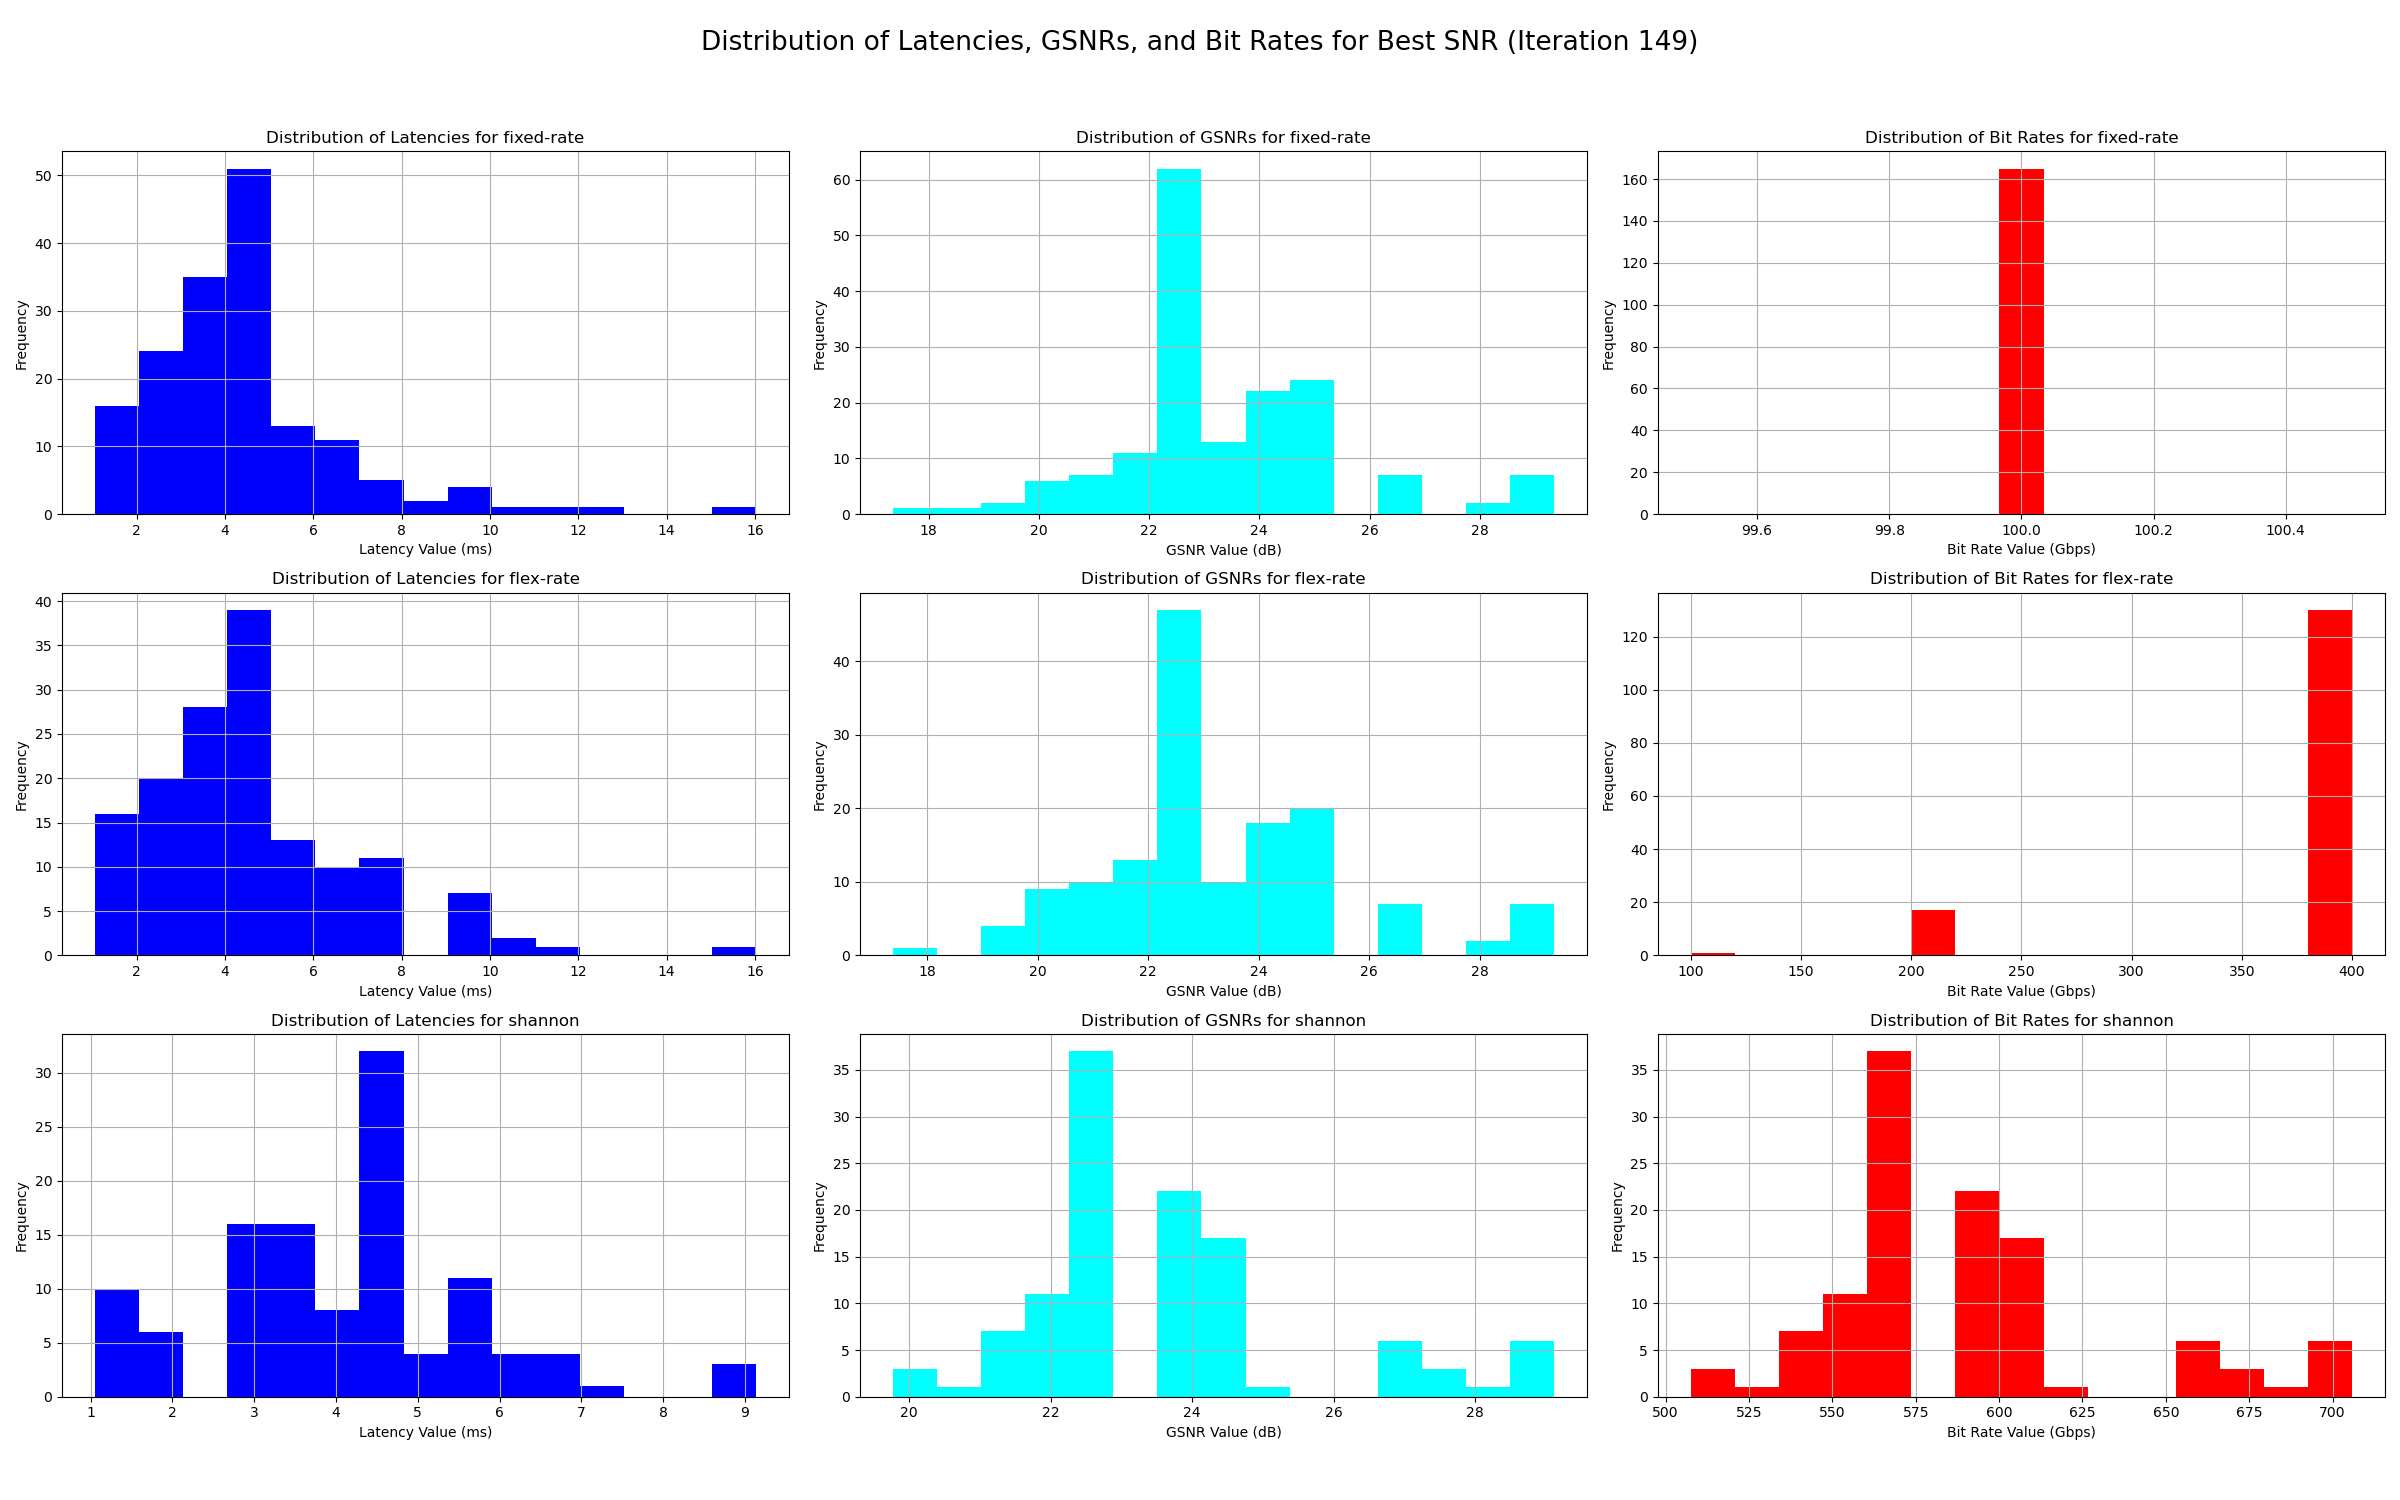 Distribution of Latencies, GSNRs, and Bit Rates for Best SNR (Iteration 149)
Distribution of Latencies for fixed-rate
Frequency
50
40
30
20
10
0
2 4 6 8 10 12 14 16
Latency Value (ms)
Distribution of GSNRs for fixed-rate
Frequency
60
50
40
30
20
10
0
18 20 22 24 26 28
GSNR Value (dB)
Distribution of Bit Rates for fixed-rate
Frequency
160
140
120
100
80
60
40
20
0
99.6 99.8 100.0 100.2 100.4
Bit Rate Value (Gbps)
Distribution of Latencies for flex-rate
Frequency
40
35
30
25
20
15
10
5
0
2 4 6 8 10 12 14 16
Latency Value (ms)
Distribution of GSNRs for flex-rate
Frequency
40
30
20
10
0
18 20 22 24 26 28
GSNR Value (dB)
Distribution of Bit Rates for flex-rate
Frequency
120
100
80
60
40
20
0
100 150 200 250 300 350 400
Bit Rate Value (Gbps)
Distribution of Latencies for shannon
Frequency
30
25
20
15
10
5
0
1 2 3 4 5 6 7 8 9
Latency Value (ms)
Distribution of GSNRs for shannon
Frequency
35
30
25
20
15
10
5
0
20 22 24 26 28
GSNR Value (dB)
Distribution of Bit Rates for shannon
Frequency
35
30
25
20
15
10
5
0
500 525 550 575 600 625 650 675 700
Bit Rate Value (Gbps)